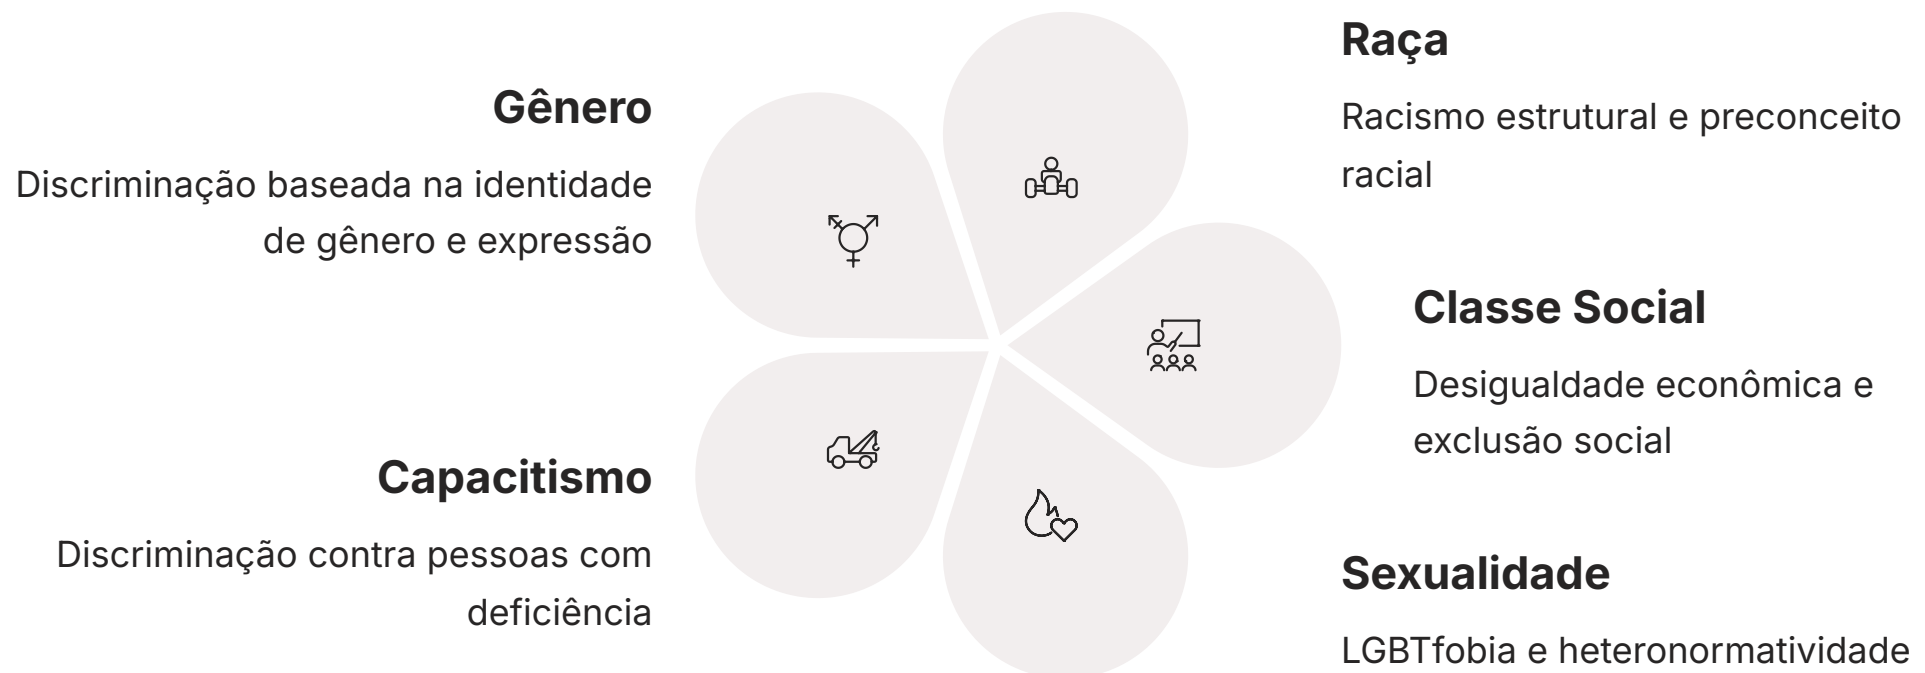 Gênero
Discriminação baseada na identidade
de gênero e expressão
Capacitismo
Discriminação contra pessoas com
deficiência
Raça
Racismo estrutural e preconceito
racial
Classe Social
Desigualdade econômica e
exclusão social
Sexualidade
LGBTfobia e heteronormatividade